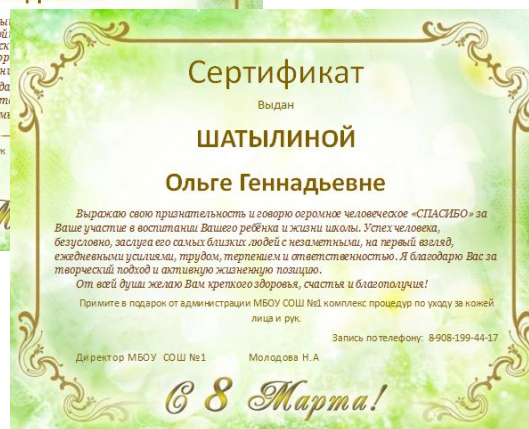 Сертификат
Выдан
ШАТЫЛИНОЙ
Ольге Геннадьевне
Выражаю свою признательность и говорю огромное человеческое «СПАСИБО» за
Ваше участие в воспитании Вашего ребёнка и жизни школы. Успех человека,
безусловно, заслуга его самых близких людей с незаметными, на первый взгляд,
ежедневными усилиями, трудом, терпением и ответственностью. Я благодарю Вас за
творческий подход и активную жизненную позицию.
От всей души желаю Вам крепкого здоровья, счастья и благополучия!
Примите в подарок от администрации МБОУ СОШ №1 комплекс процедур по уходу за кожей
лица и рук.
Запись по телефону: 8-908-199-44-17
Директор МБОУ СОШ №1 Молодова Н.А
С 8 Марта!